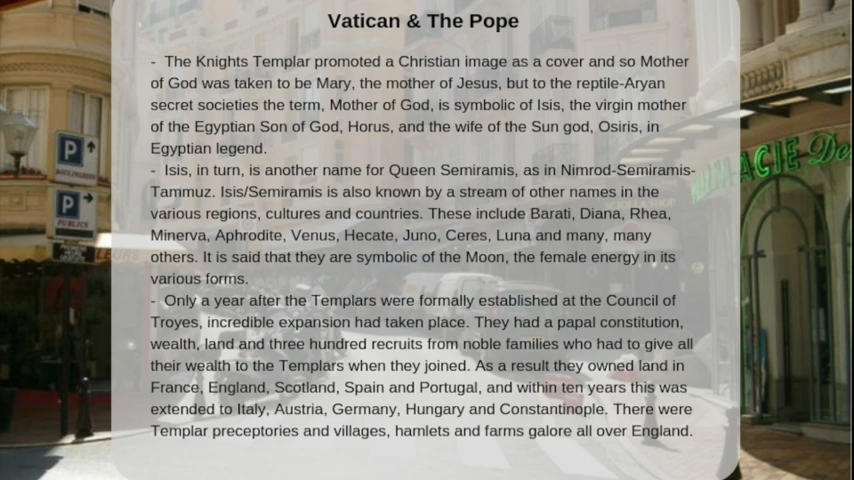 Vatican & The Pope
- The Knights Templar promoted a Christian image as a cover and so Mother
of God was taken to be Mary, the mother of Jesus, but to the reptile-Aryan
secret societies the term, Mother of God, is symbolic of Isis, the virgin mother
of the Egyptian Son of God, Horus, and the wife of the Sun god, Osiris, in
Egyptian legend.
- Isis, in turn, is another name for Queen Semiramis, as in Nimrod-Semiramis-
Tammuz. Isis/Semiramis is also known by a stream of other names in the
various regions, cultures and countries. These include Barati, Diana, Rhea,
Minerva, Aphrodite, Venus, Hecate, Juno, Ceres, Luna and many, many
others. It is said that they are symbolic of the Moon, the female energy in its
various forms.
- Only a year after the Templars were formally established at the Council of
Troyes, incredible expansion had taken place. They had a papal constitution,
wealth, land and three hundred recruits from noble families who had to give all
their wealth to the Templars when they joined. As a result they owned land in
France, England, Scotland, Spain and Portugal, and within ten years this was
extended to Italy, Austria, Germany, Hungary and Constantinople. There were
Templar preceptories and villages, hamlets and farms galore all over England.
P
P
PUBLICS
ACIE De